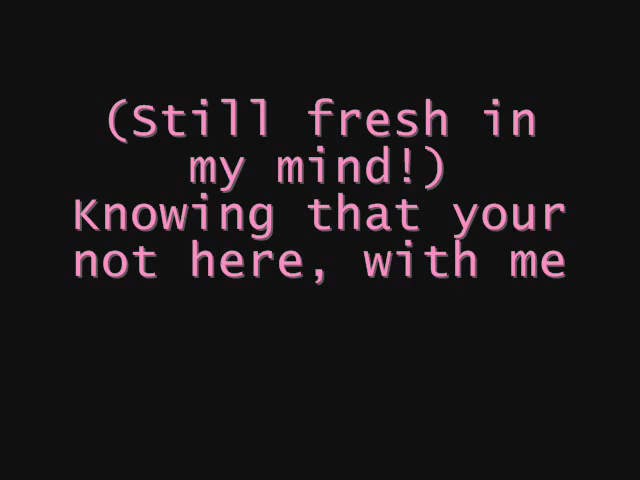 (Still fresh in
my mind!)
Knowing that your
not here, with me